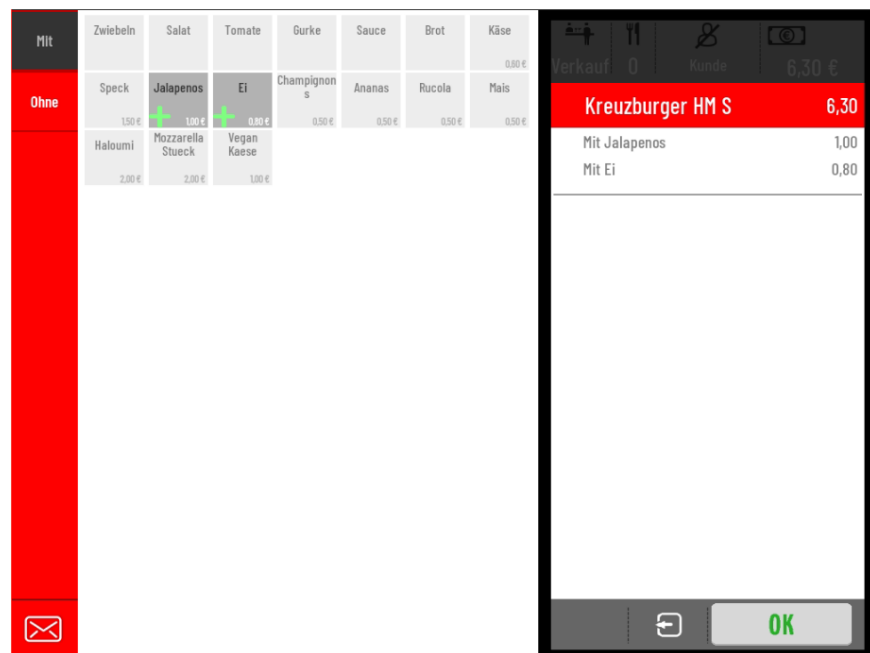 Mit
Ohne
Zwiebeln
Salat
Tomate
Gurke
Sauce
Brot
Käse
0,60 €
Speck
1,50 €
Jalapenos
1,00 €
Ei
0,80 €
Champignon
s
0,50 €
Ananas
0,50 €
Rucola
0,50 €
Mais
0,50 €
Haloumi
2,00 €
Mozzarella
Stueck
2,00 €
Vegan
Kaese
1,00 €
Verkauf 0 Kunde 6,30 €
Kreuzburger HM S 6,30
Mit Jalapenos 1,00
Mit Ei 0,80
OK